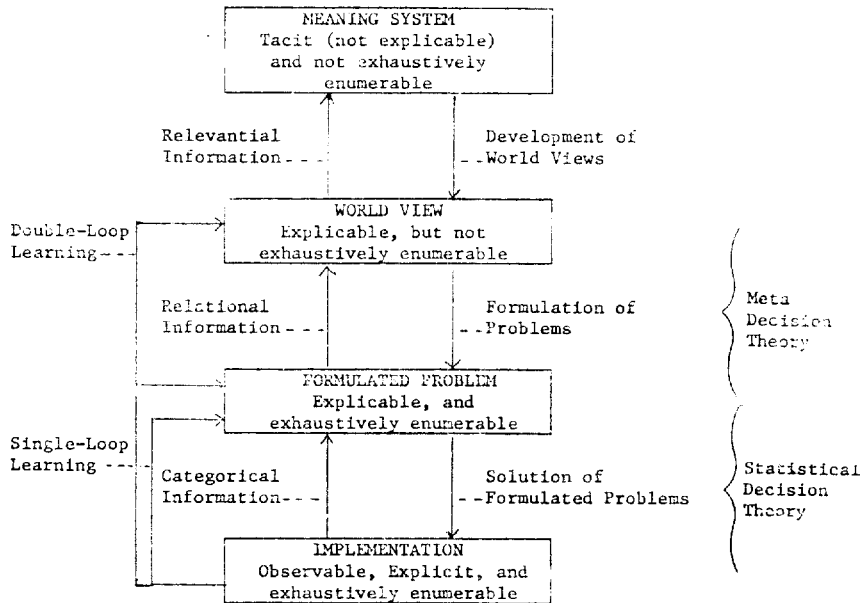 MEANING SYSTEM
Tacit (not explicable)
and not exhaustively
enumerable
Relevantial
Information
Development of
World Views
WORLD VIEW
Explicable, but not
exhaustively enumerable
Double-Loop
Learning
Relational
Information
Formulation of
Problems
Meta
Decision
Theory
FORMULATED PROBLEM
Explicable, and
exhaustively enumerable
Single-Loop
Learning
Categorical
Information
Solution of
Formulated Problems
Statistical
Decision
Theory
IMPLEMENTATION
Observable, Explicit, and
exhaustively enumerable